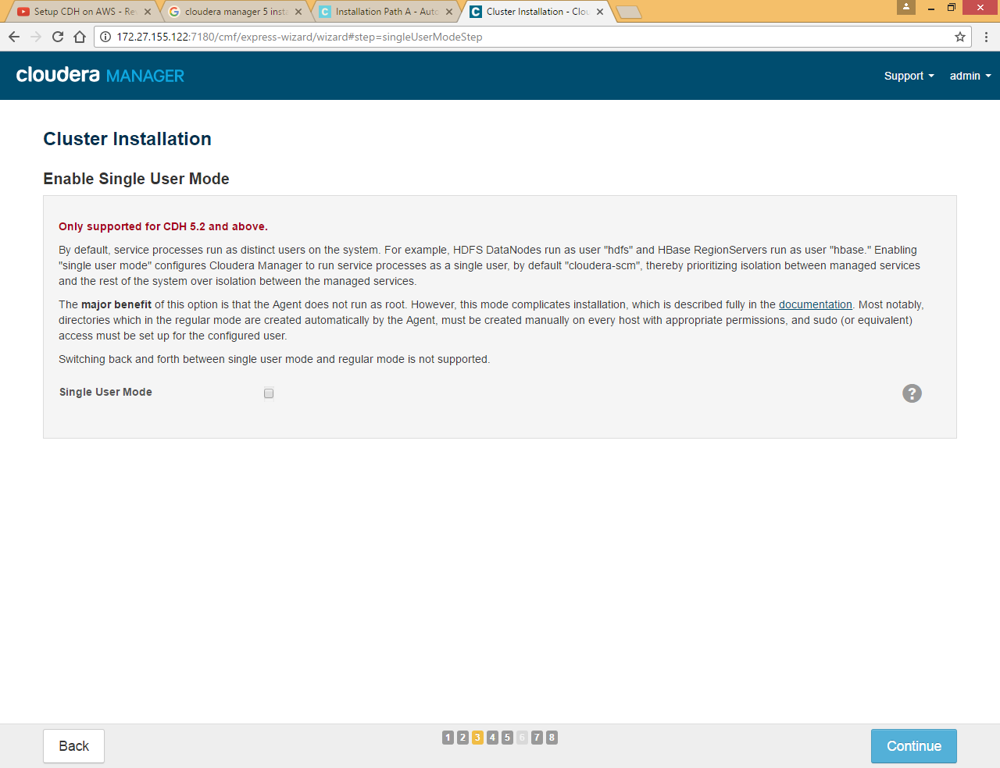 Setup CDH on AWS - Re
cloudera manager 5 insta
Installation Path A - Auto
Cluster Installation - Clou
172.27.155.122:7180/cmf/express-wizard/wizard#step=singleUserModeStep
cloudera MANAGER
Support
admin
Cluster Installation
Enable Single User Mode
Only supported for CDH 5.2 and above.
By default, service processes run as distinct users on the system. For example, HDFS DataNodes run as user "hdfs" and HBase RegionServers run as user "hbase." Enabling
"single user mode" configures Cloudera Manager to run service processes as a single user, by default "cloudera-scm", thereby prioritizing isolation between managed services
and the rest of the system over isolation between the managed services.
The major benefit of this option is that the Agent does not run as root. However, this mode complicates installation, which is described fully in the documentation. Most notably,
directories which in the regular mode are created automatically by the Agent, must be created manually on every host with appropriate permissions, and sudo (or equivalent)
access must be set up for the configured user.
Switching back and forth between single user mode and regular mode is not supported.
Single User Mode
?
Back
1 2 3 4 5 6 7 8
Continue